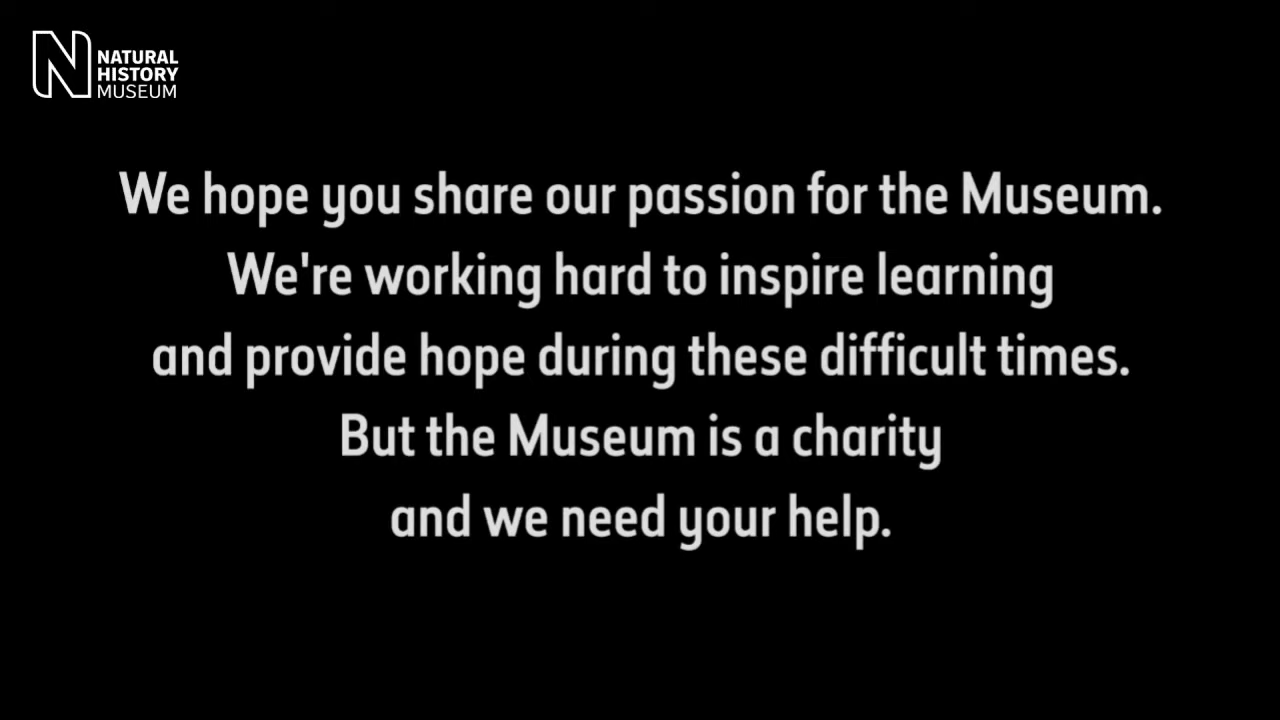 NATURAL
HISTORY
MUSEUM
We hope you share our passion for the Museum.
We're working hard to inspire learning
and provide hope during these difficult times.
But the Museum is a charity
and we need your help.